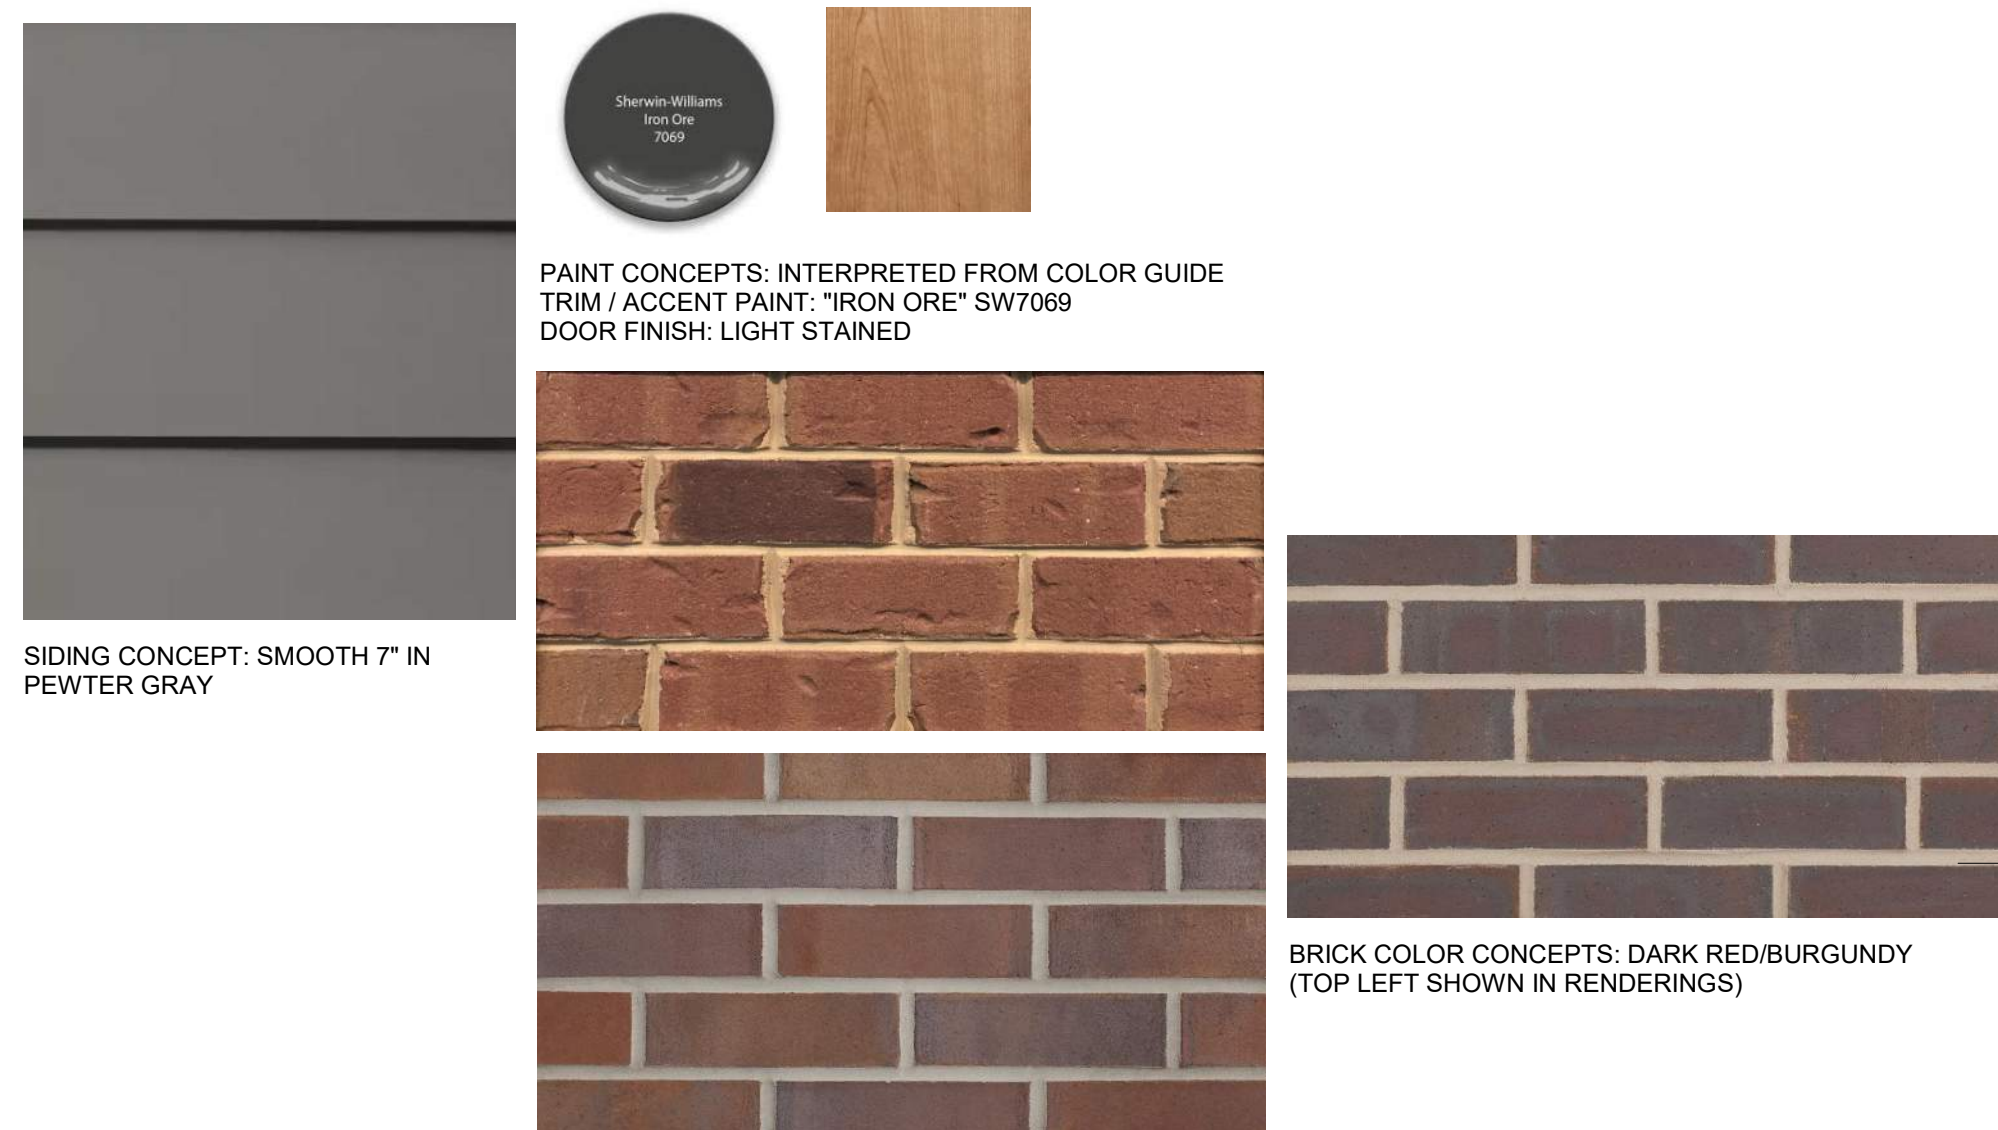 Sherwin-Williams
Iron Ore
7069
PAINT CONCEPTS: INTERPRETED FROM COLOR GUIDE
TRIM / ACCENT PAINT: "IRON ORE" SW7069
DOOR FINISH: LIGHT STAINED
SIDING CONCEPT: SMOOTH 7" IN
PEWTER GRAY
BRICK COLOR CONCEPTS: DARK RED/BURGUNDY
(TOP LEFT SHOWN IN RENDERINGS)